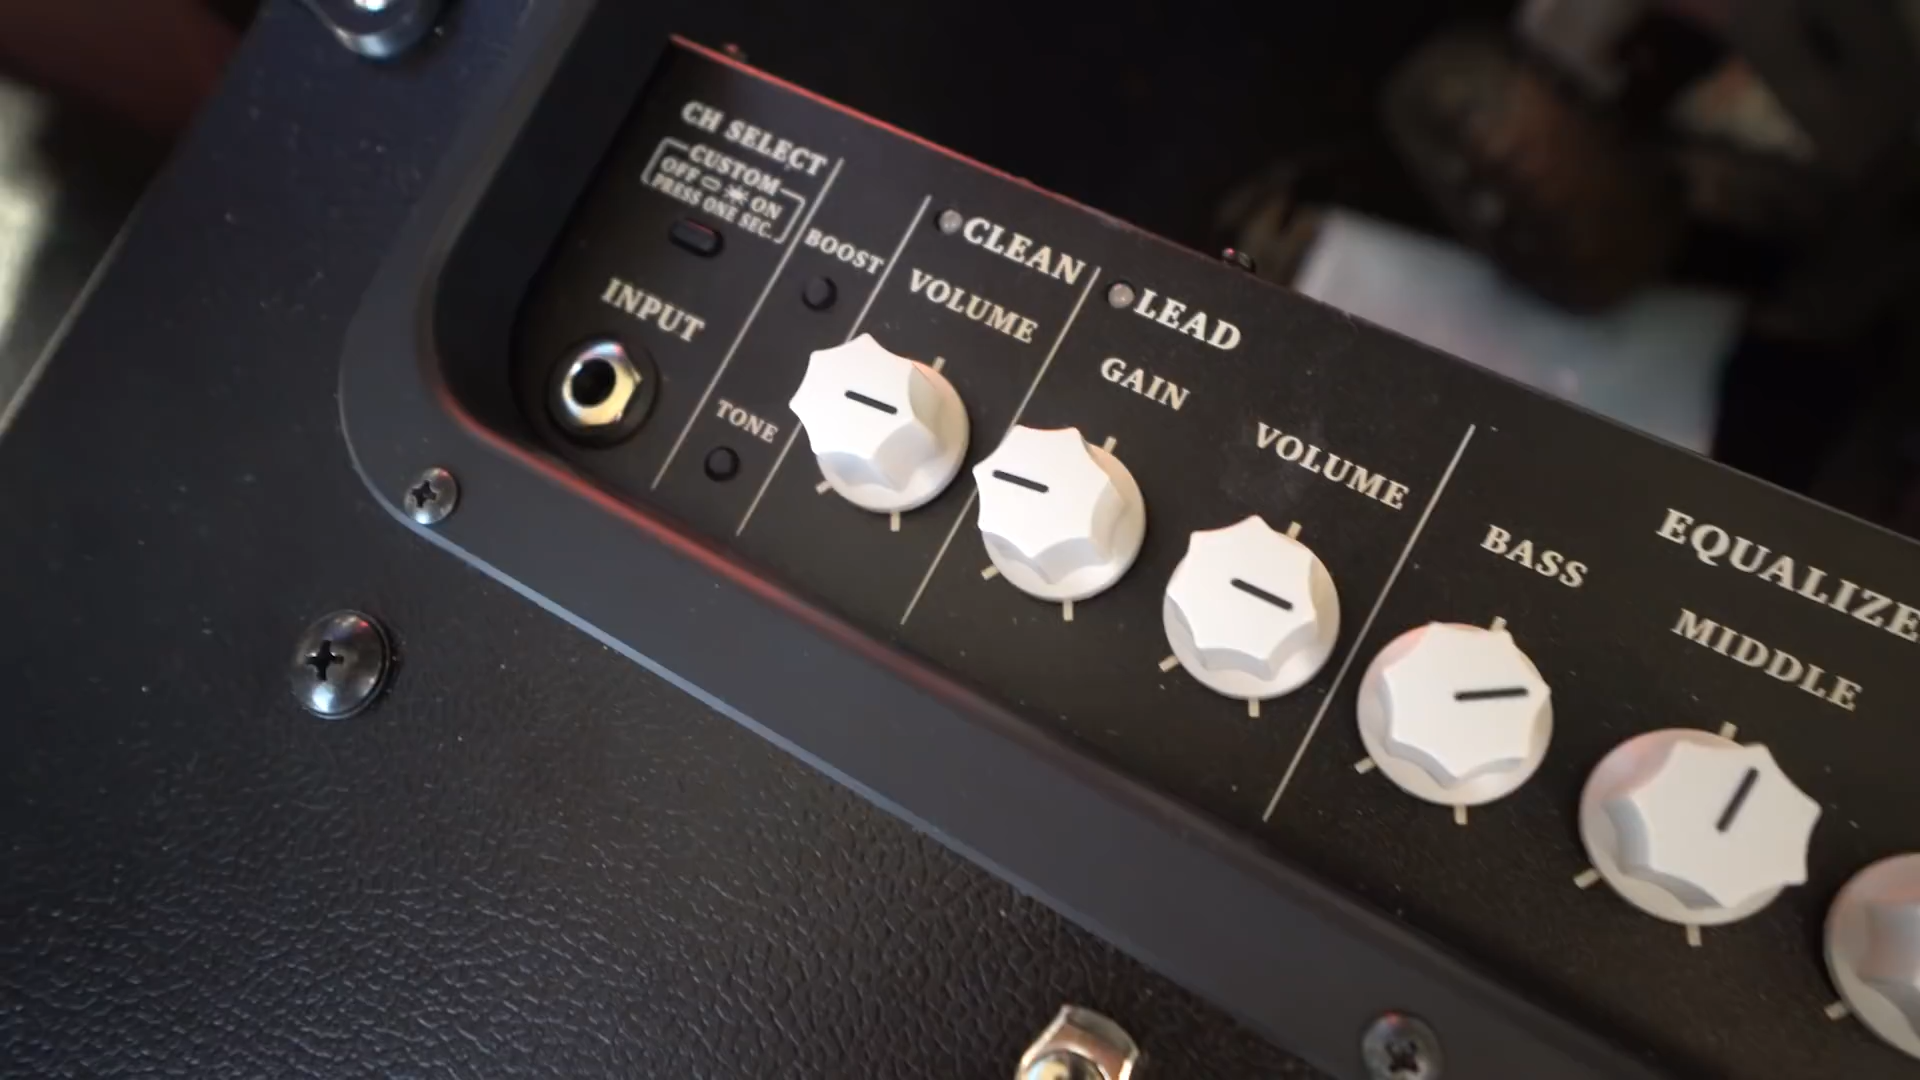 CH SELECT
CUSTOM
OFF ON
PRESS ONE SEC.
INPUT
BOOST
TONE
CLEAN
VOLUME
LEAD
GAIN
VOLUME
EQUALIZE
BASS
MIDDLE